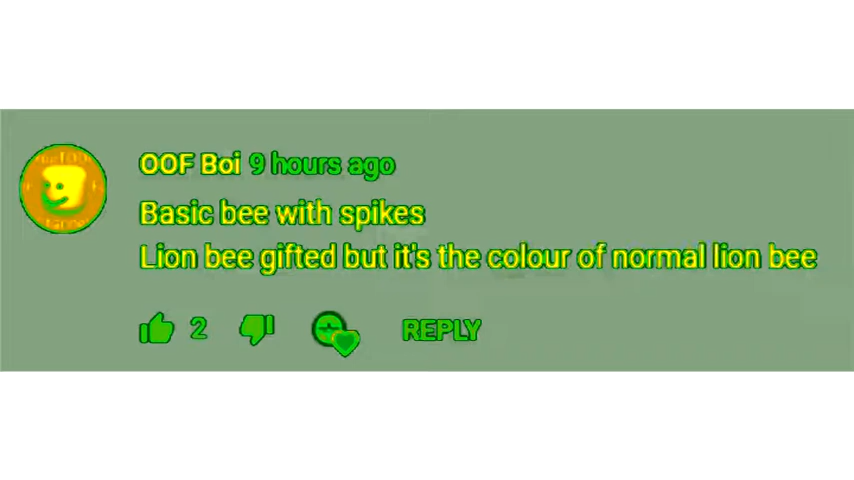 OOF Boi 9 hours ago
Basic bee with spikes
Lion bee gifted but it's the colour of normal lion bee
2 REPLY